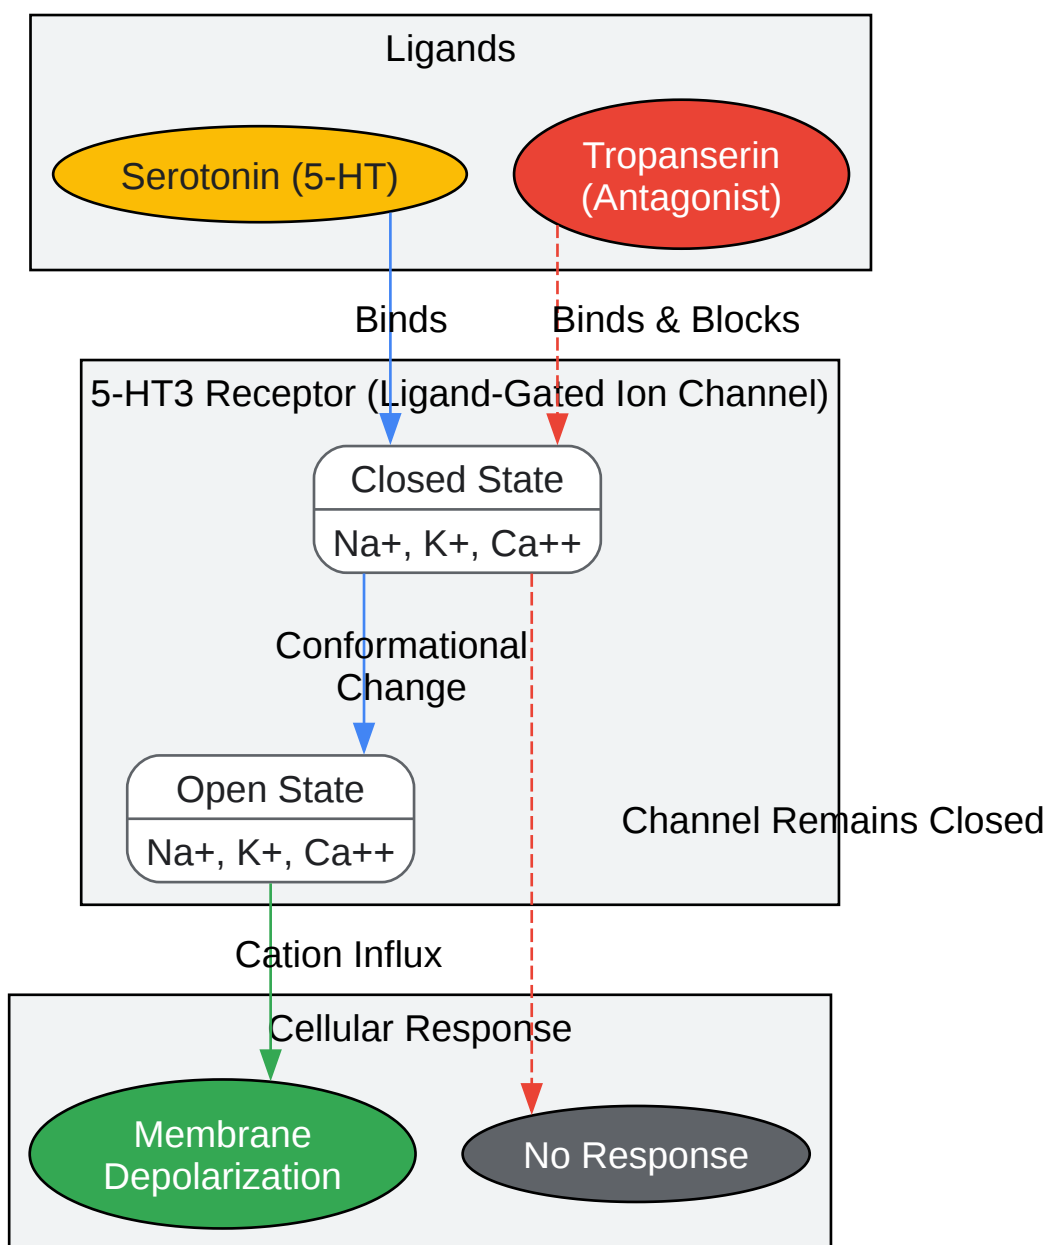 Ligands
Serotonin (5-HT)
Tropanserin
(Antagonist)
Binds
Binds & Blocks
5-HT3 Receptor (Ligand-Gated Ion Channel)
Closed State
Na+, K+, Ca++
Conformational
Change
Open State
Na+, K+, Ca++
Channel Remains Closed
Cation Influx
Cellular Response
Membrane
Depolarization
No Response